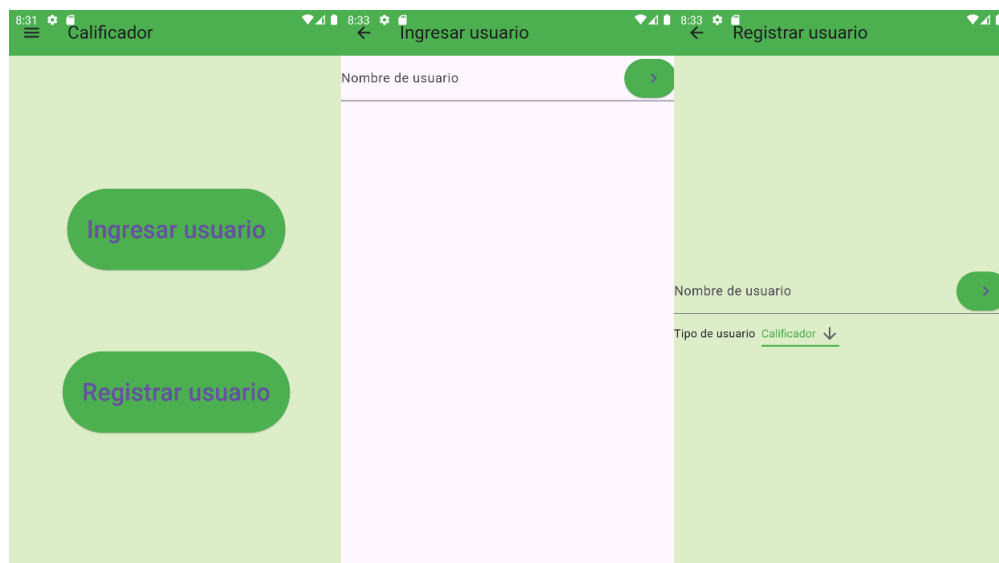 8:31
Calificador
Ingresar usuario
Registrar usuario
8:33
Ingresar usuario
Nombre de usuario
8:33
Registrar usuario
Nombre de usuario
Tipo de usuario Calificador